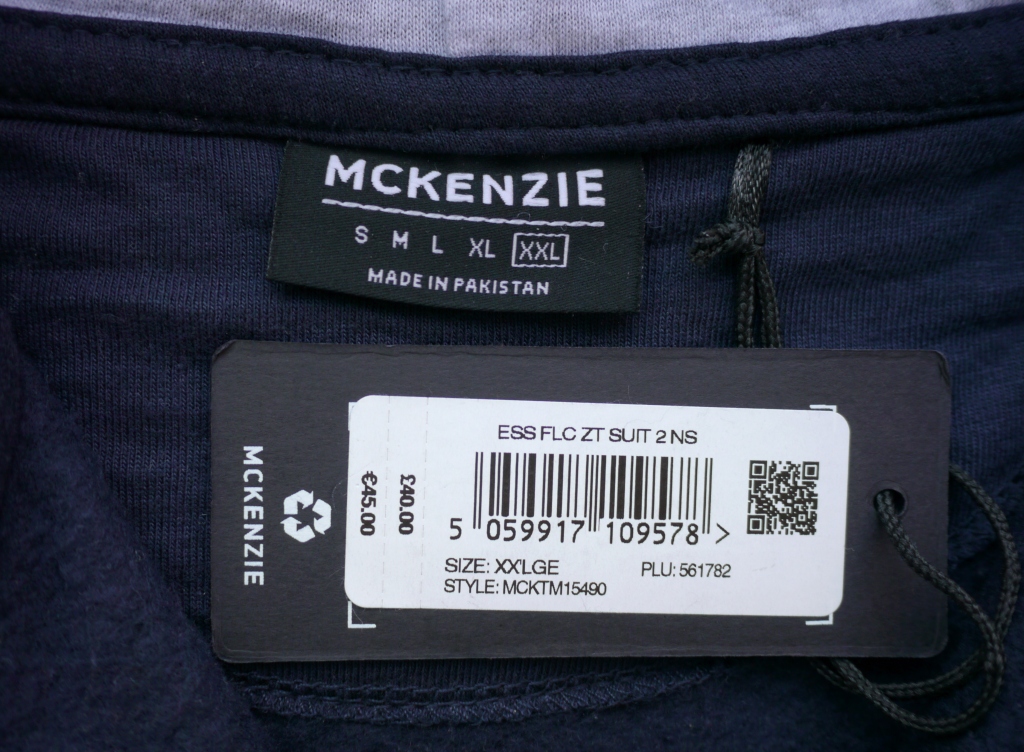 MCKENZIE
S M L XL XXL
MADE IN PAKISTAN
MCKENZIE
€45.00
£40.00
ESS FLC ZT SUIT 2 NS
5 059917 109578 >
SIZE: XX'LGE PLU: 561782
STYLE: MCKTM15490